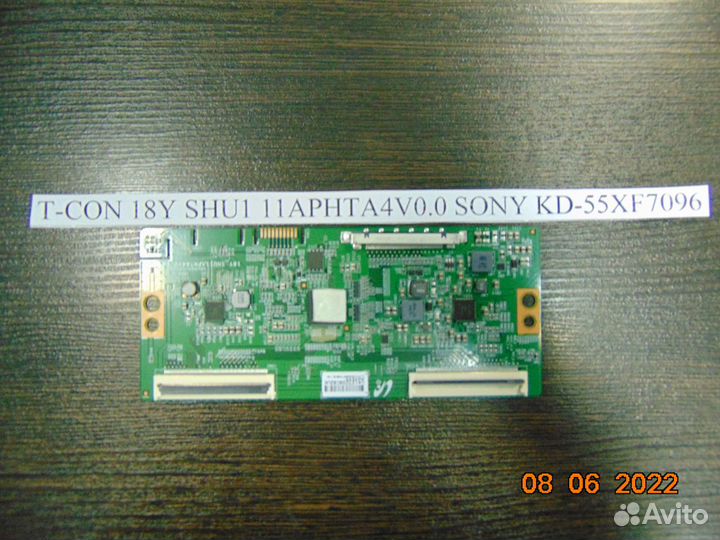 T-CON 18Y SHU1 11APHTA4V0.0 SONY KD-55XF7096
08 06 2022
Avito